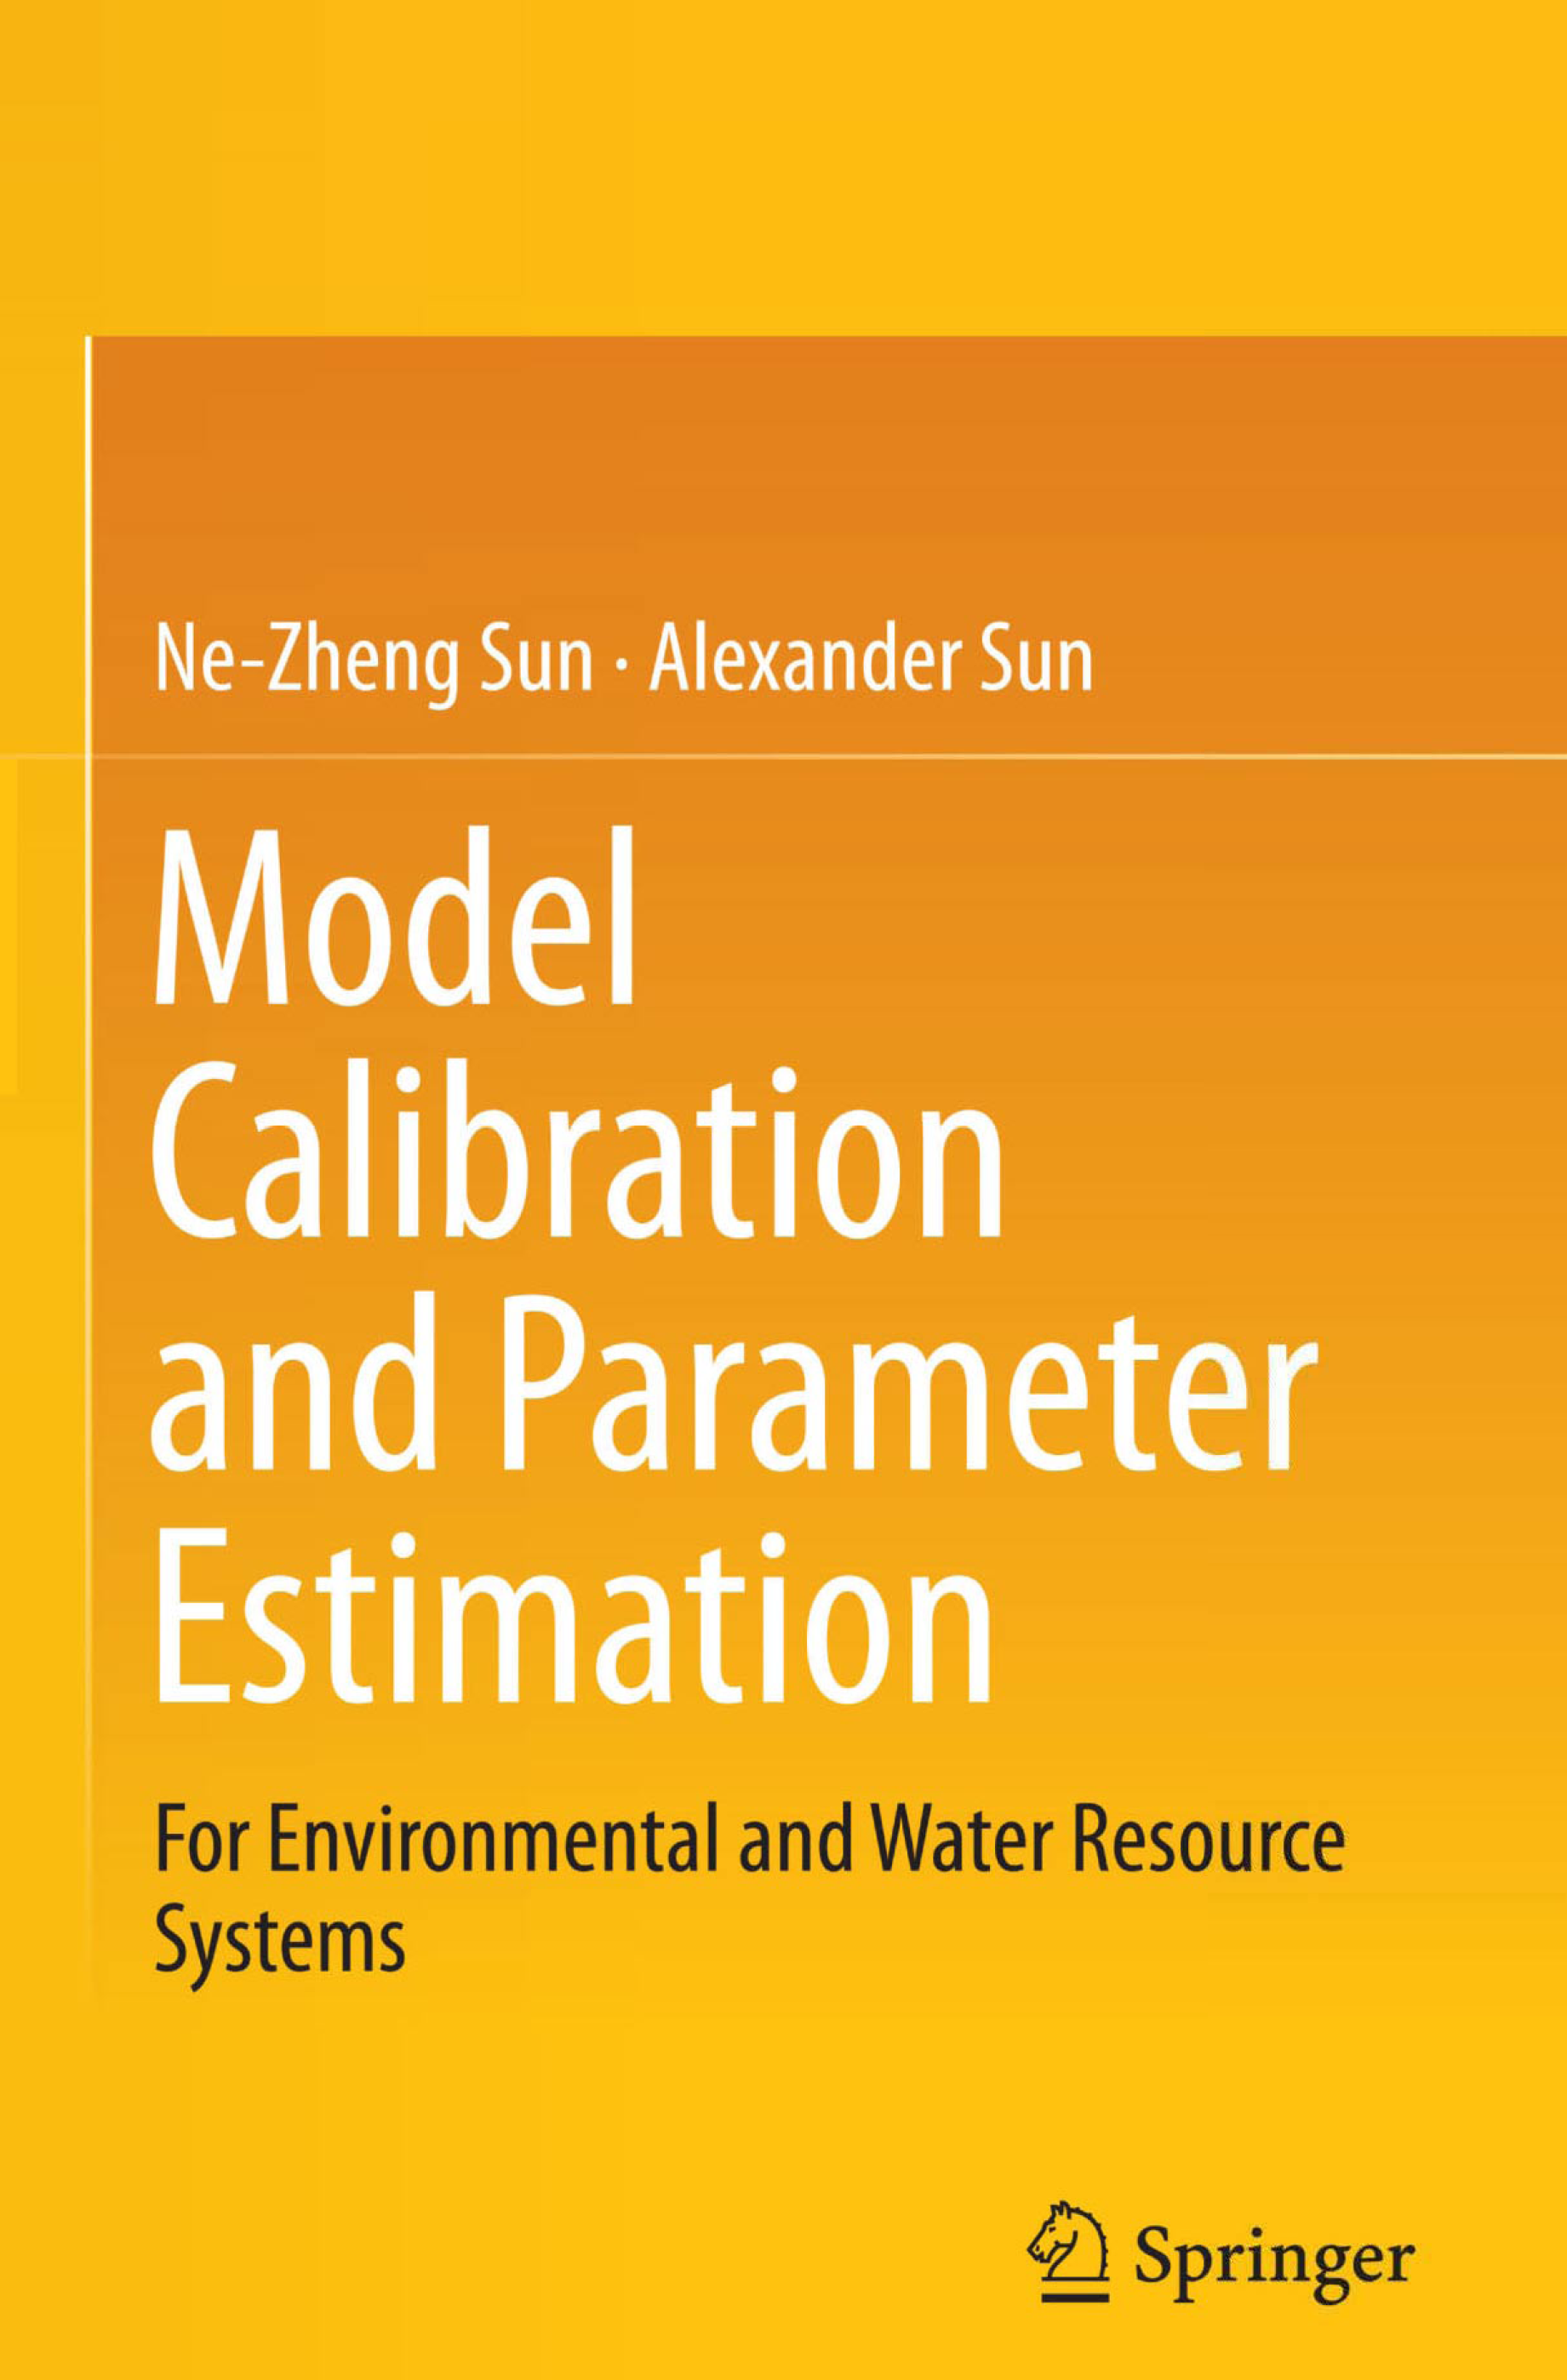 Ne-Zheng Sun · Alexander Sun
Model
Calibration
and Parameter
Estimation
For Environmental and Water Resource
Systems
Springer